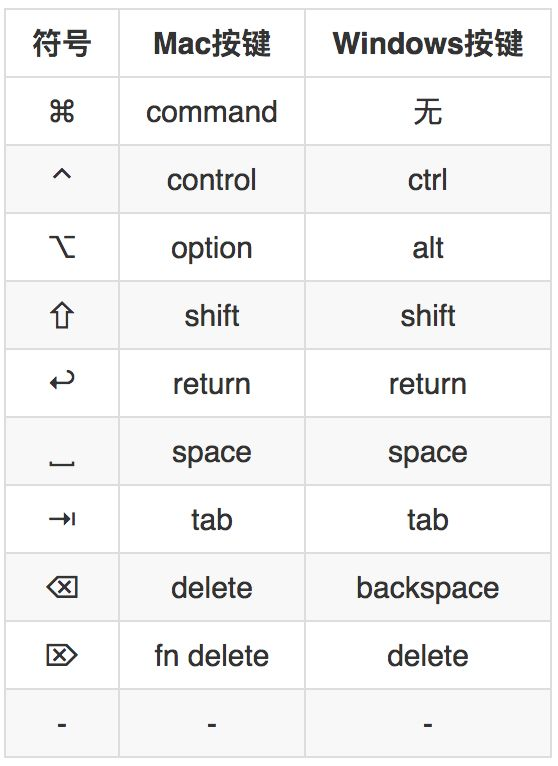 符号 Mac按键 Windows按键
⌘ command 无
⌃ control ctrl
⌥ option alt
⇧ shift shift
↩ return return
⎵ space space
⇥ tab tab
⌫ delete backspace
⌦ fn delete delete
- - -